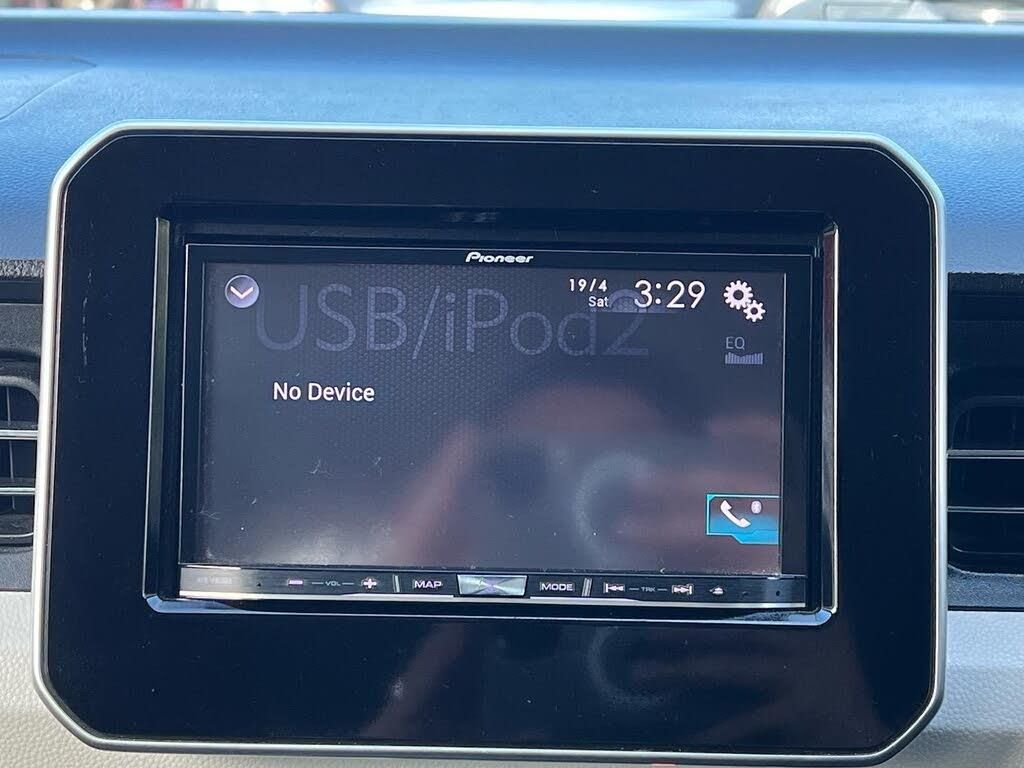 Pioneer
USB/iPod2
19/4
Sat
3:29
EQ
No Device
VOL
MAP
MODE
TRK